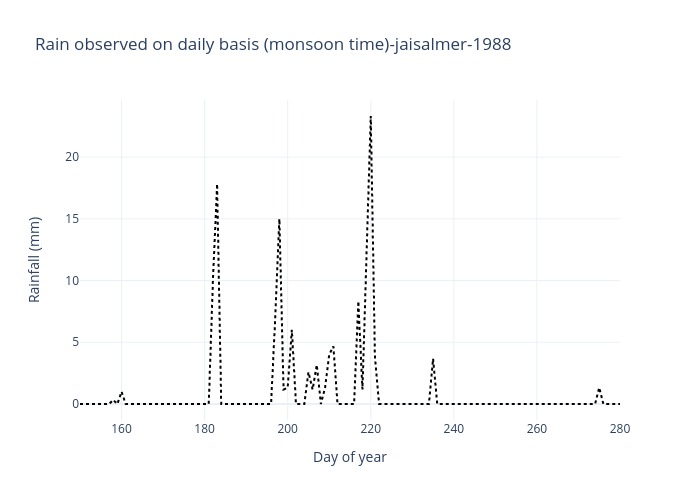 Rain observed on daily basis (monsoon time)-jaisalmer-1988
Rainfall (mm)
20
15
10
5
0
160 180 200 220 240 260 280
Day of year